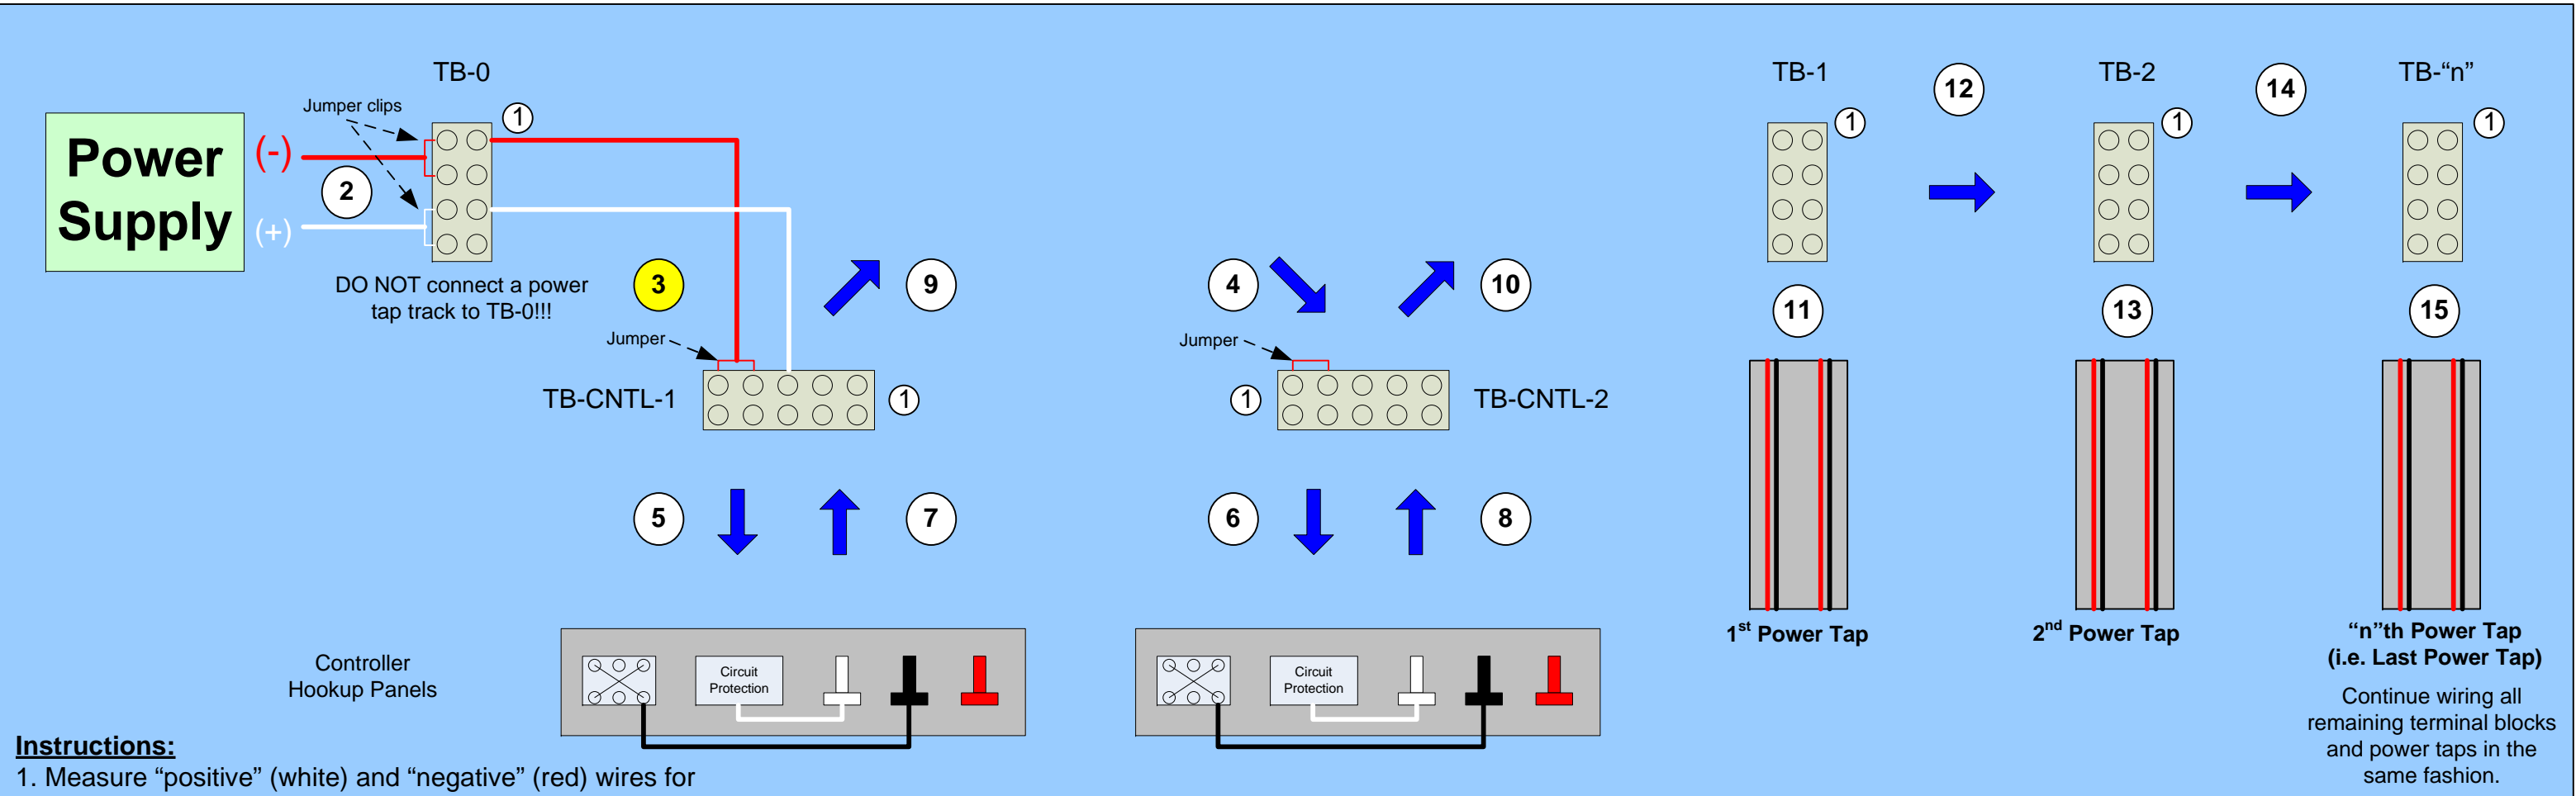 TB-0
TB-1
12
TB-2
14
TB-“n”
Jumper clips
1
1
1
1
Power
Supply
(-)
2
(+)
DO NOT connect a power
tap track to TB-0!!!
3
9
4
10
11
13
15
Jumper
Jumper
TB-CNTL-1
1
1
TB-CNTL-2
5
7
6
8
1st Power Tap
2nd Power Tap
“n”th Power Tap
(i.e. Last Power Tap)
Controller
Hookup Panels
Circuit
Protection
Circuit
Protection
Continue wiring all
remaining terminal blocks
and power taps in the
same fashion.
Instructions:
1. Measure “positive” (white) and “negative” (red) wires for